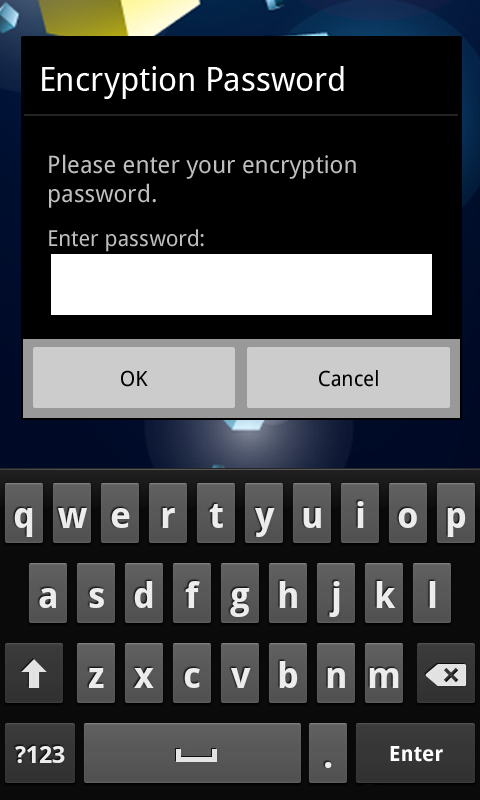 Encryption Password
Please enter your encryption
password.
Enter password:
OK Cancel
q w e r t y u i o p
a s d f g h j k l
z x c v b n m
?123 . Enter